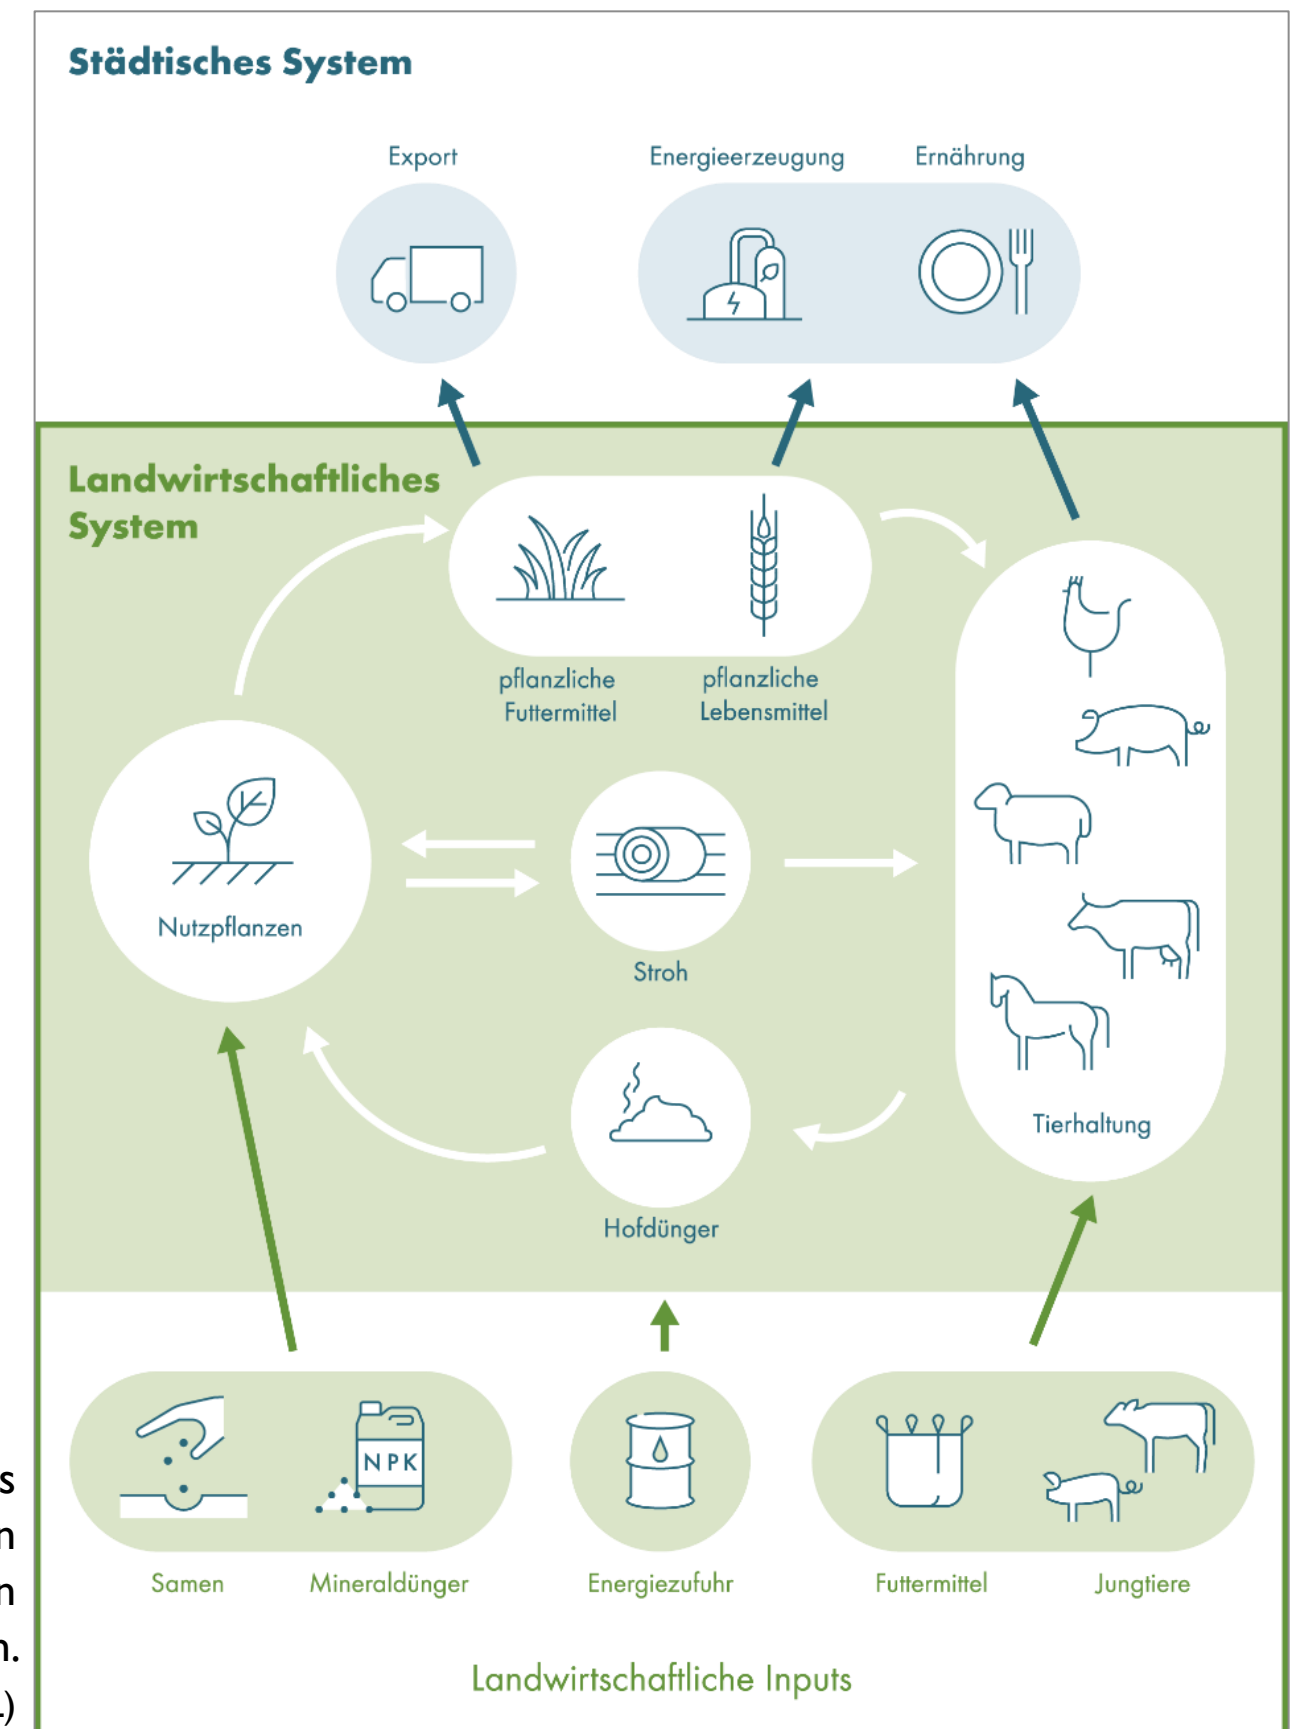 Städtisches System
Export
Energieerzeugung
Ernährung
Landwirtschaftliches
System
pflanzliche
Futtermittel
pflanzliche
Lebensmittel
Nutzpflanzen
Stroh
Tierhaltung
Hofdünger
NPK
s
n
n
n.
)
Samen
Mineraldünger
Energiezufuhr
Futtermittel
Jungtiere
Landwirtschaftliche Inputs